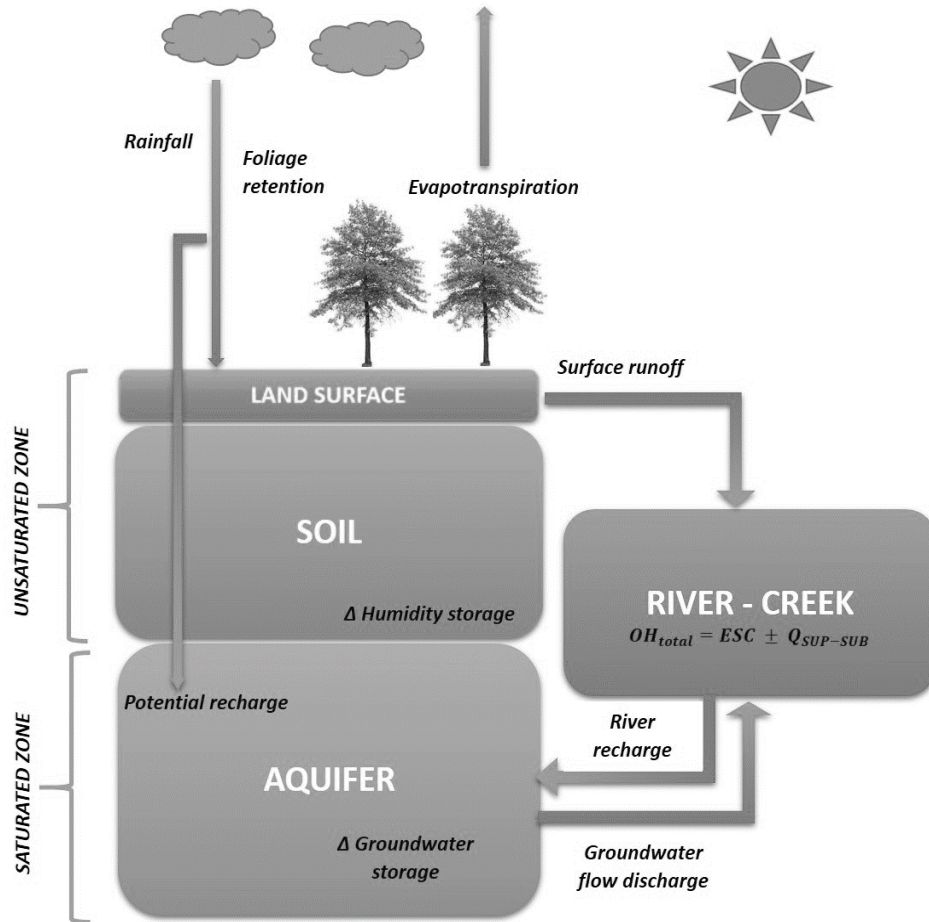 Rainfall
Foliage
retention
Evapotranspiration
Surface runoff
LAND SURFACE
UNSATURATED ZONE
SOIL
Δ Humidity storage
RIVER - CREEK
OH_total = ESC ± Q_SUP-SUB
SATURATED ZONE
Potential recharge
River
recharge
AQUIFER
Δ Groundwater
storage
Groundwater
flow discharge